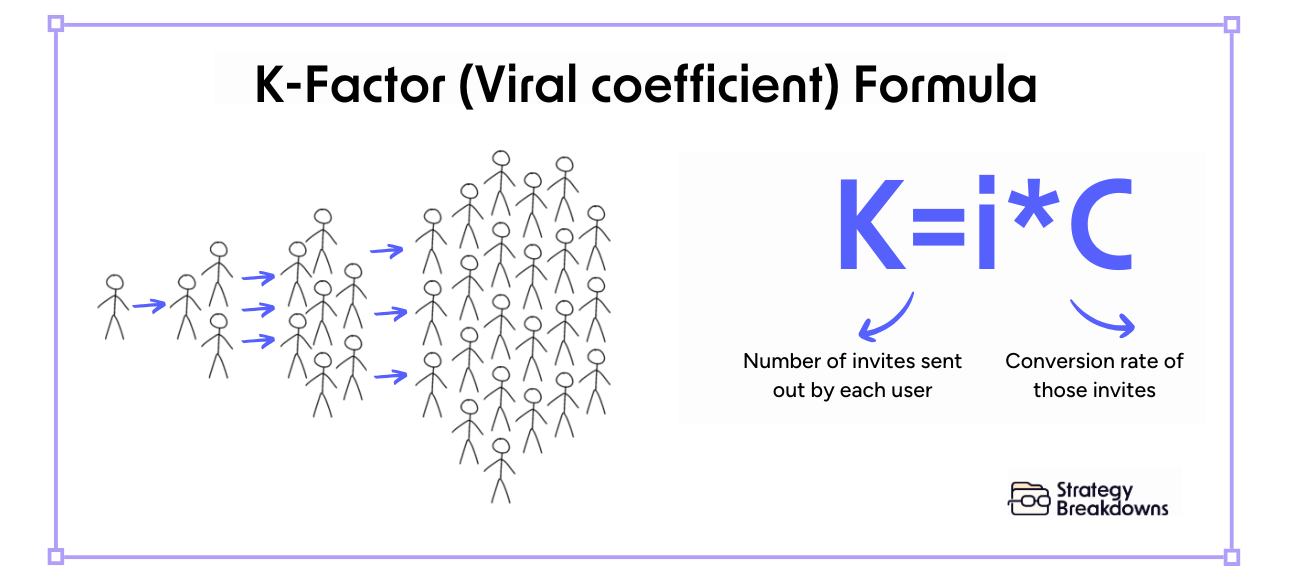 K-Factor (Viral coefficient) Formula
K=i*C
Number of invites sent
out by each user
Conversion rate of
those invites
Strategy
Breakdowns